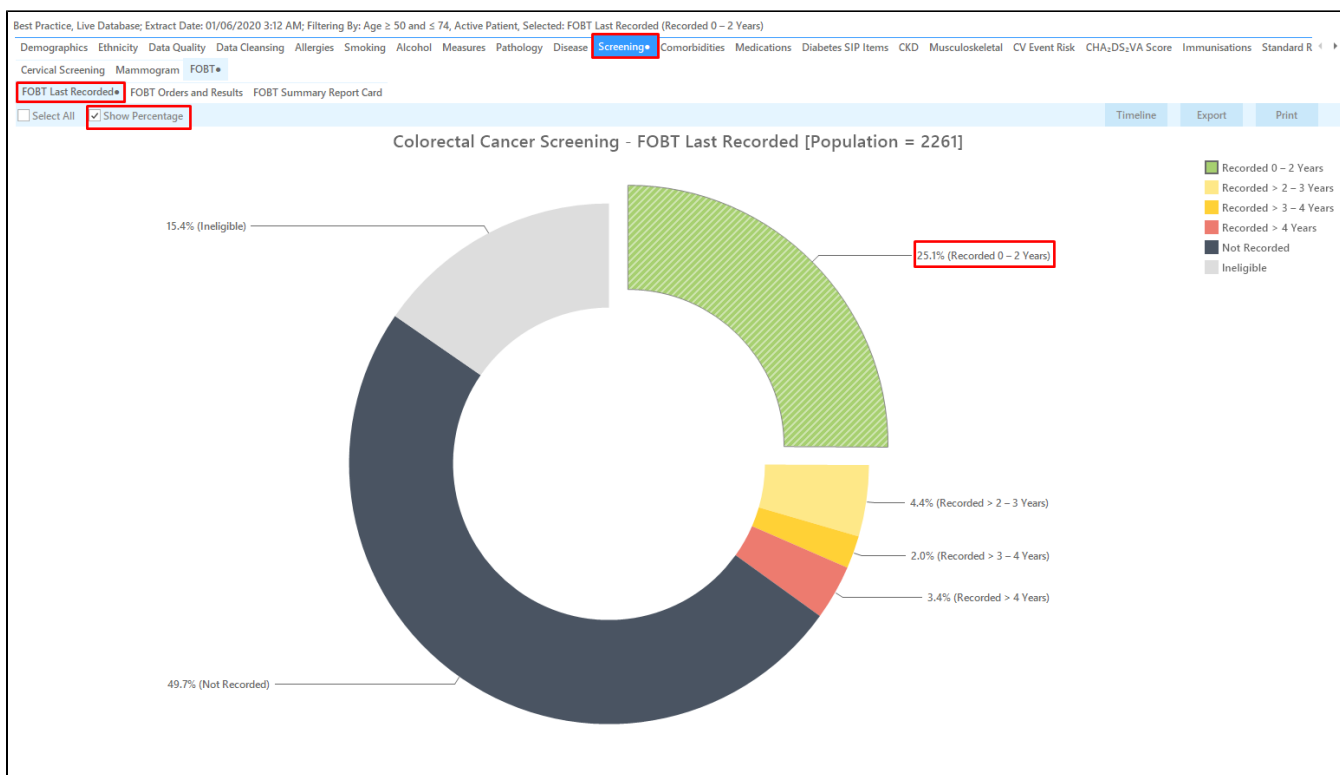 Best Practice, Live Database; Extract Date: 01/06/2020 3:12 AM; Filtering By: Age ≥ 50 and ≤ 74, Active Patient, Selected: FOBT Last Recorded (Recorded 0 – 2 Years)
Demographics Ethnicity Data Quality Data Cleansing Allergies Smoking Alcohol Measures Pathology Disease Screening• Comorbidities Medications Diabetes SIP Items CKD Musculoskeletal CV Event Risk CHA₂DS₂VA Score Immunisations Standard R
Cervical Screening Mammogram FOBT•
FOBT Last Recorded• FOBT Orders and Results FOBT Summary Report Card
Select All Show Percentage Timeline Export Print
Colorectal Cancer Screening - FOBT Last Recorded [Population = 2261]
Recorded 0 – 2 Years
Recorded > 2 – 3 Years
Recorded > 3 – 4 Years
Recorded > 4 Years
Not Recorded
Ineligible
15.4% (Ineligible)
25.1% (Recorded 0 – 2 Years)
4.4% (Recorded > 2 – 3 Years)
2.0% (Recorded > 3 – 4 Years)
3.4% (Recorded > 4 Years)
49.7% (Not Recorded)